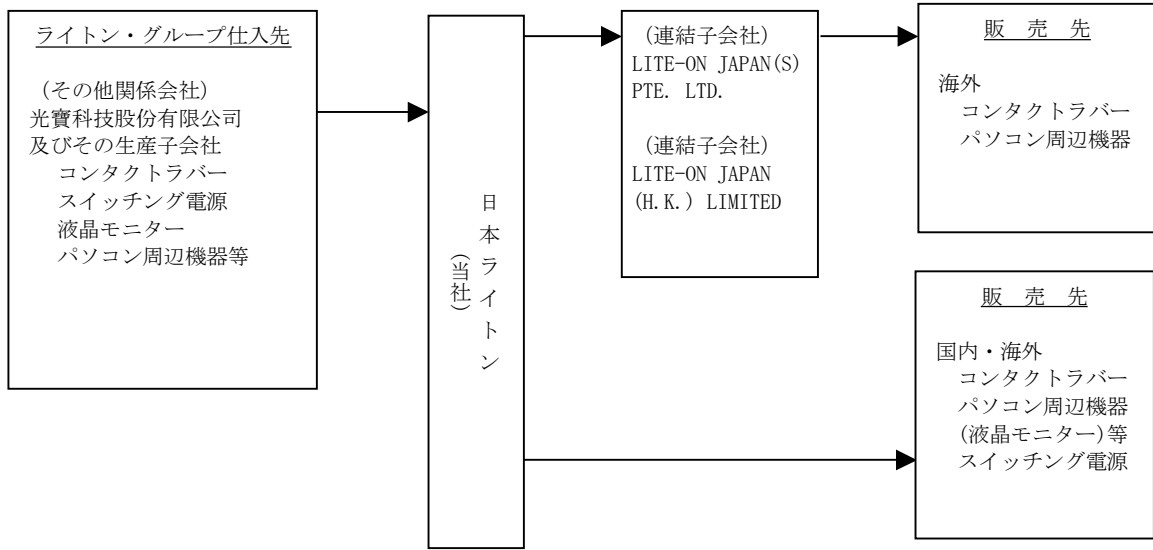 ライトン・グループ仕入先
(その他関係会社)
光寶科技股份有限公司
及びその生産子会社
コンタクトラバー
スイッチング電源
液晶モニター
パソコン周辺機器等
日本ライトン
(当社)
(連結子会社)
LITE-ON JAPAN(S)
PTE. LTD.
(連結子会社)
LITE-ON JAPAN
(H.K.) LIMITED
販 売 先
海外
コンタクトラバー
パソコン周辺機器
販 売 先
国内・海外
コンタクトラバー
パソコン周辺機器
(液晶モニター)等
スイッチング電源